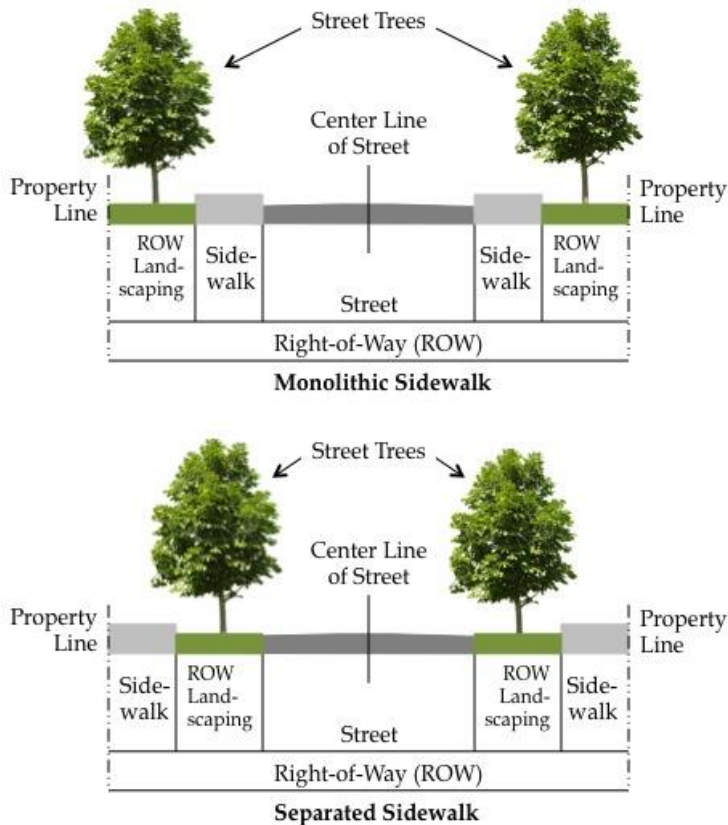 Street Trees
Center Line
of Street
Property
Line
Property
Line
ROW
Land-
scaping
Side-
walk
Street
Side-
walk
ROW
Land-
scaping
Right-of-Way (ROW)
Monolithic Sidewalk
Street Trees
Center Line
of Street
Property
Line
Property
Line
Side-
walk
ROW
Land-
scaping
Street
ROW
Land-
scaping
Side-
walk
Right-of-Way (ROW)
Separated Sidewalk